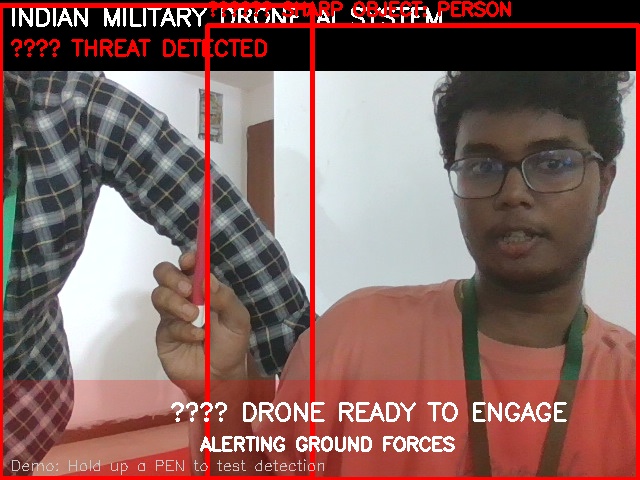 INDIAN MILITARY DRONE AI SYSTEM
?????? SHARP OBJECT: PERSON
???? THREAT DETECTED
???? DRONE READY TO ENGAGE
ALERTING GROUND FORCES
Demo: Hold up a PEN to test detection